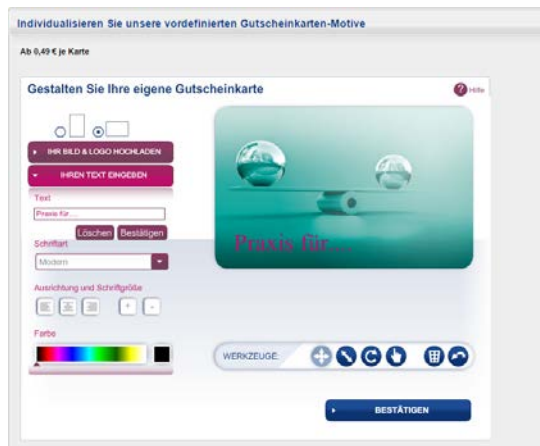 Individualisieren Sie unsere vordefinierten Gutscheinkarten-Motive
Ab 0,49 € je Karte
Gestalten Sie Ihre eigene Gutscheinkarte
? Hilfe
IHR BILD & LOGO HOCHLADEN
IHREN TEXT EINGEBEN
Text
Praxis für....
Löschen Bestätigen
Schriftart
Modern
Ausrichtung und Schriftgröße
+ -
Farbe
Praxis für....
WERKZEUGE:
BESTÄTIGEN